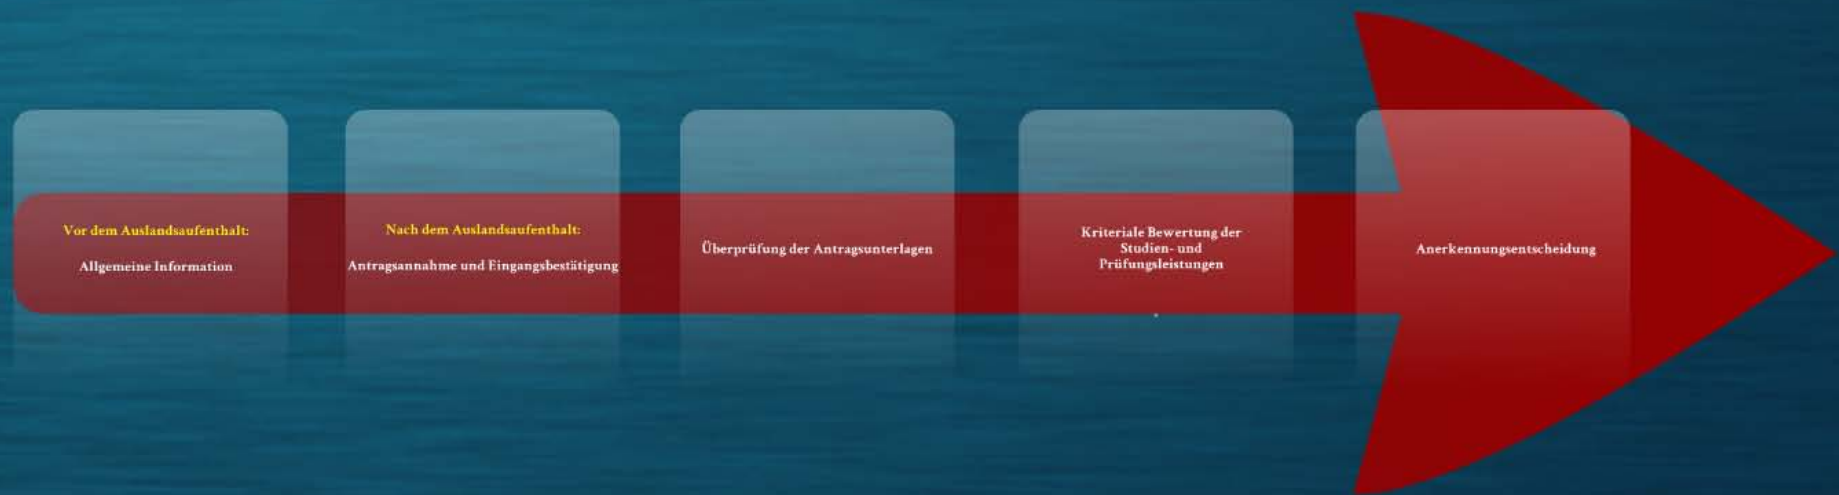 Vor dem Auslandsaufenthalt:
Allgemeine Information
Nach dem Auslandsaufenthalt:
Antragsannahme und Eingangsbestätigung
Überprüfung der Antragsunterlagen
Kriteriale Bewertung der
Studien- und
Prüfungsleistungen
Anerkennungsentscheidung